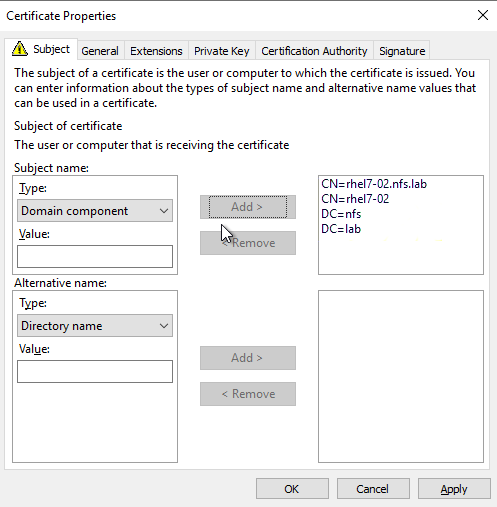 Certificate Properties
Subject
General
Extensions
Private Key
Certification Authority
Signature
The subject of a certificate is the user or computer to which the certificate is issued. You
can enter information about the types of subject name and alternative name values that
can be used in a certificate.
Subject of certificate
The user or computer that is receiving the certificate
Subject name:
Type:
Domain component
Value:
Add >
< Remove
CN=rhel7-02.nfs.lab
CN=rhel7-02
DC=nfs
DC=lab
Alternative name:
Type:
Directory name
Value:
Add >
< Remove
OK
Cancel
Apply